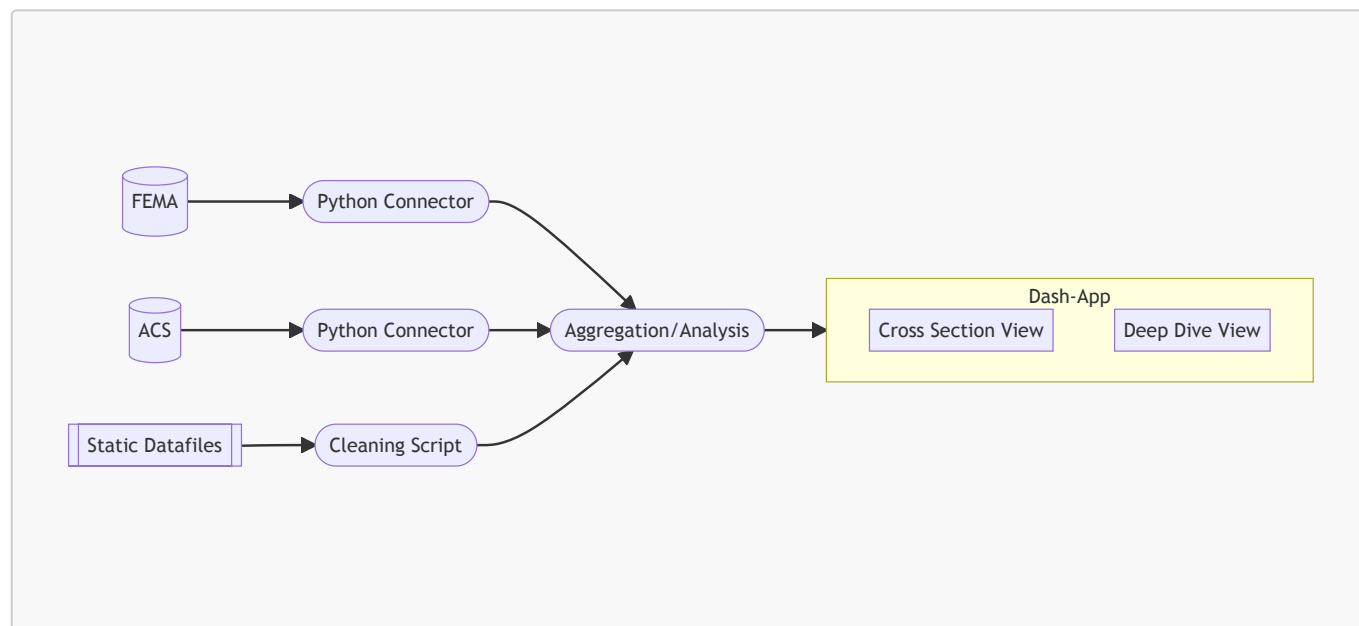 FEMA
Python Connector
ACS
Python Connector
Aggregation/Analysis
Static Datafiles
Cleaning Script
Dash-App
Cross Section View
Deep Dive View